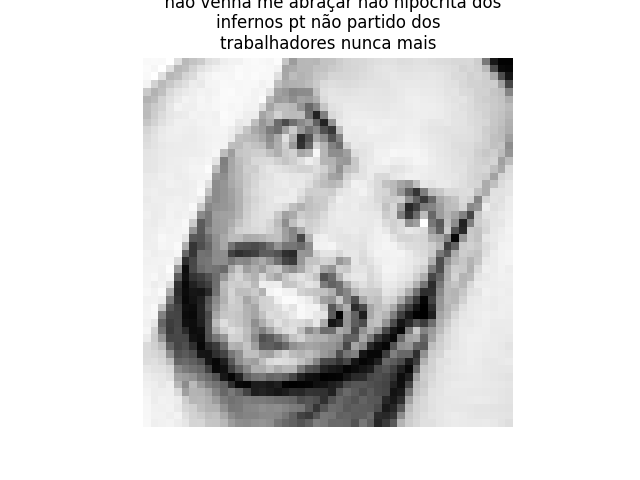 não venha me abraçar não hipócrita dos
infernos pt não partido dos
trabalhadores nunca mais